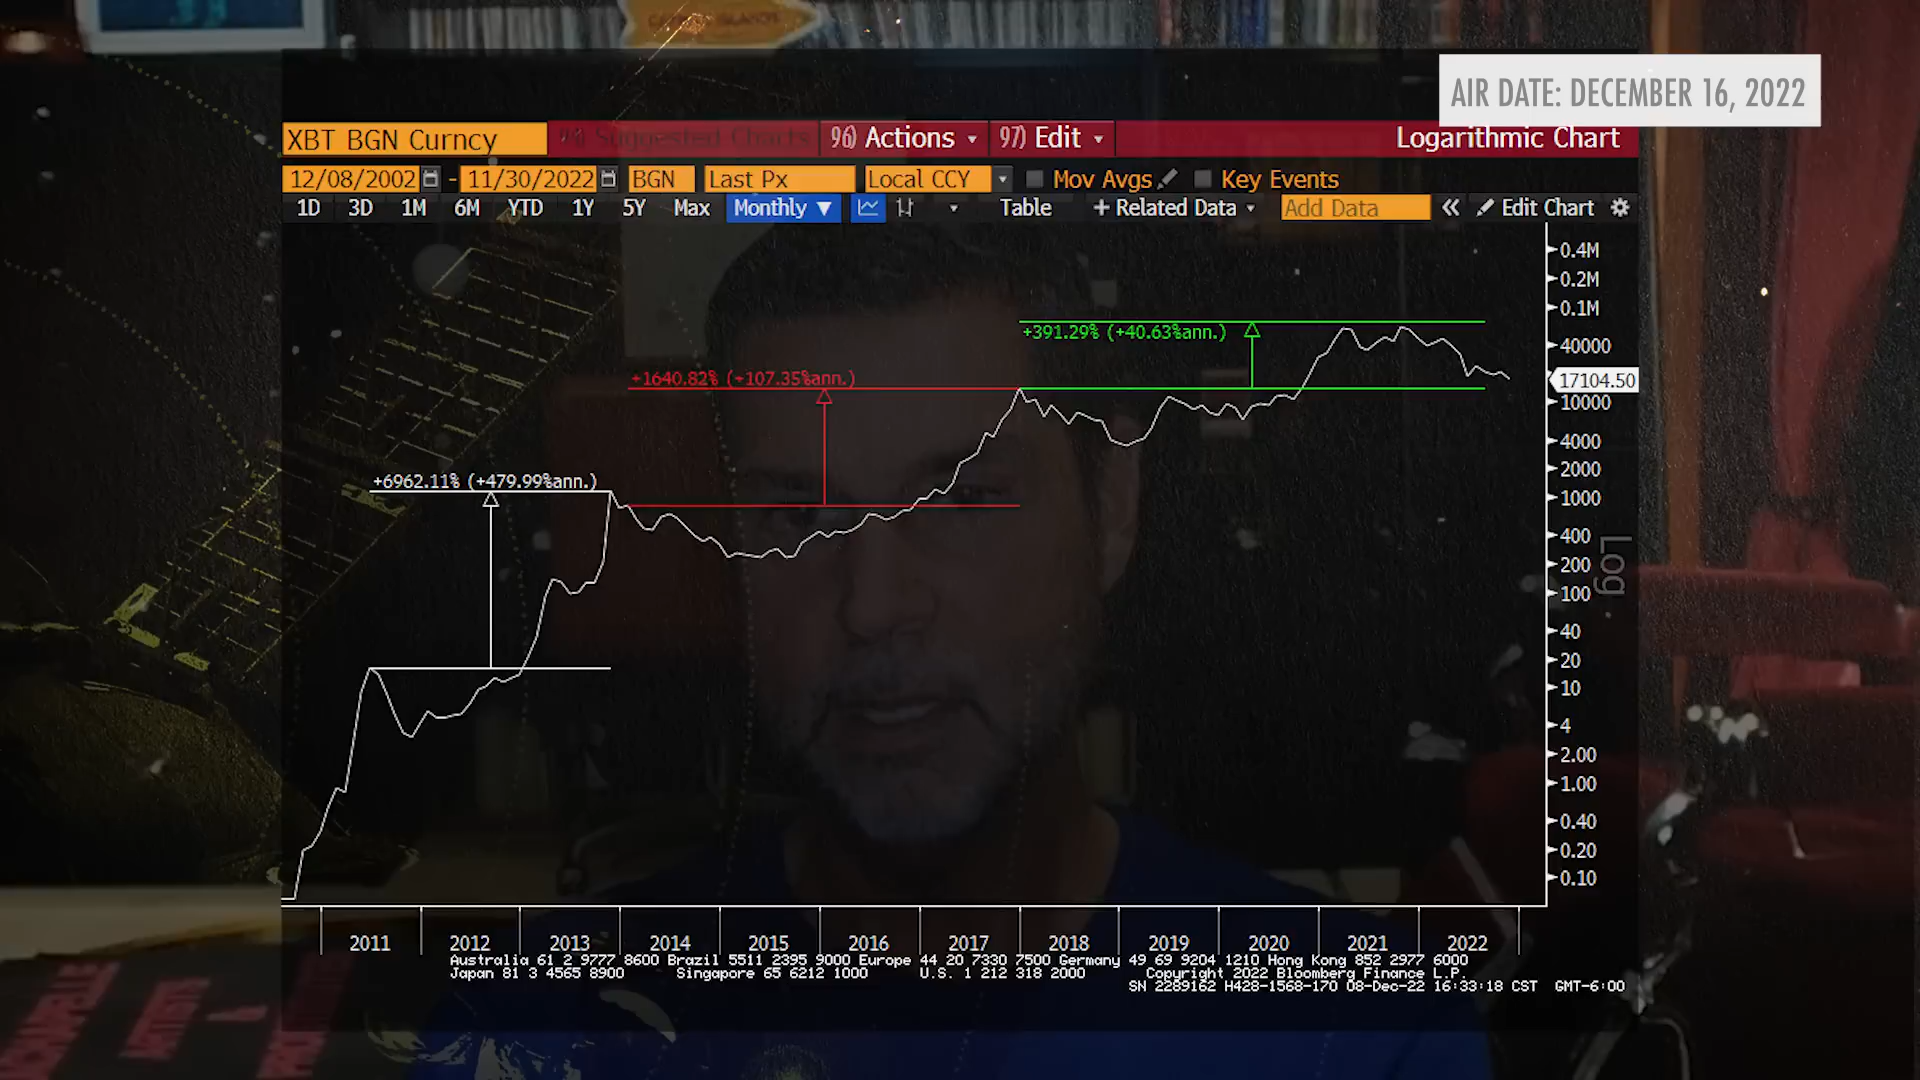 CAYMAN ISLANDS
AIR DATE: DECEMBER 16, 2022
XBT BGN Curncy
94) Suggested Charts
96) Actions
97) Edit
Logarithmic Chart
12/08/2002 - 11/30/2022
BGN
Last Px
Local CCY
Mov Avgs
Key Events
1D 3D 1M 6M YTD 1Y 5Y Max Monthly ▼
Table
+ Related Data
Add Data
« Edit Chart
0.4M
0.2M
0.1M
+391.29% (+40.63%ann.)
40000
+1640.82% (+107.35%ann.)
17104.50
10000
4000
2000
+6962.11% (+479.99%ann.)
1000
400
200
Log
100
40
20
10
4
2.00
1.00
0.40
0.20
0.10
2011 2012 2013 2014 2015 2016 2017 2018 2019 2020 2021 2022
Australia 61 2 9777 8600 Brazil 5511 2395 9000 Europe 44 20 7330 7500 Germany 49 69 9204 1210 Hong Kong 852 2977 6000
Japan 81 3 4565 8900 Singapore 65 6212 1000 U.S. 1 212 318 2000 Copyright 2022 Bloomberg Finance L.P.
SN 2289162 H428-1568-170 08-Dec-22 16:33:18 CST GMT-6:00